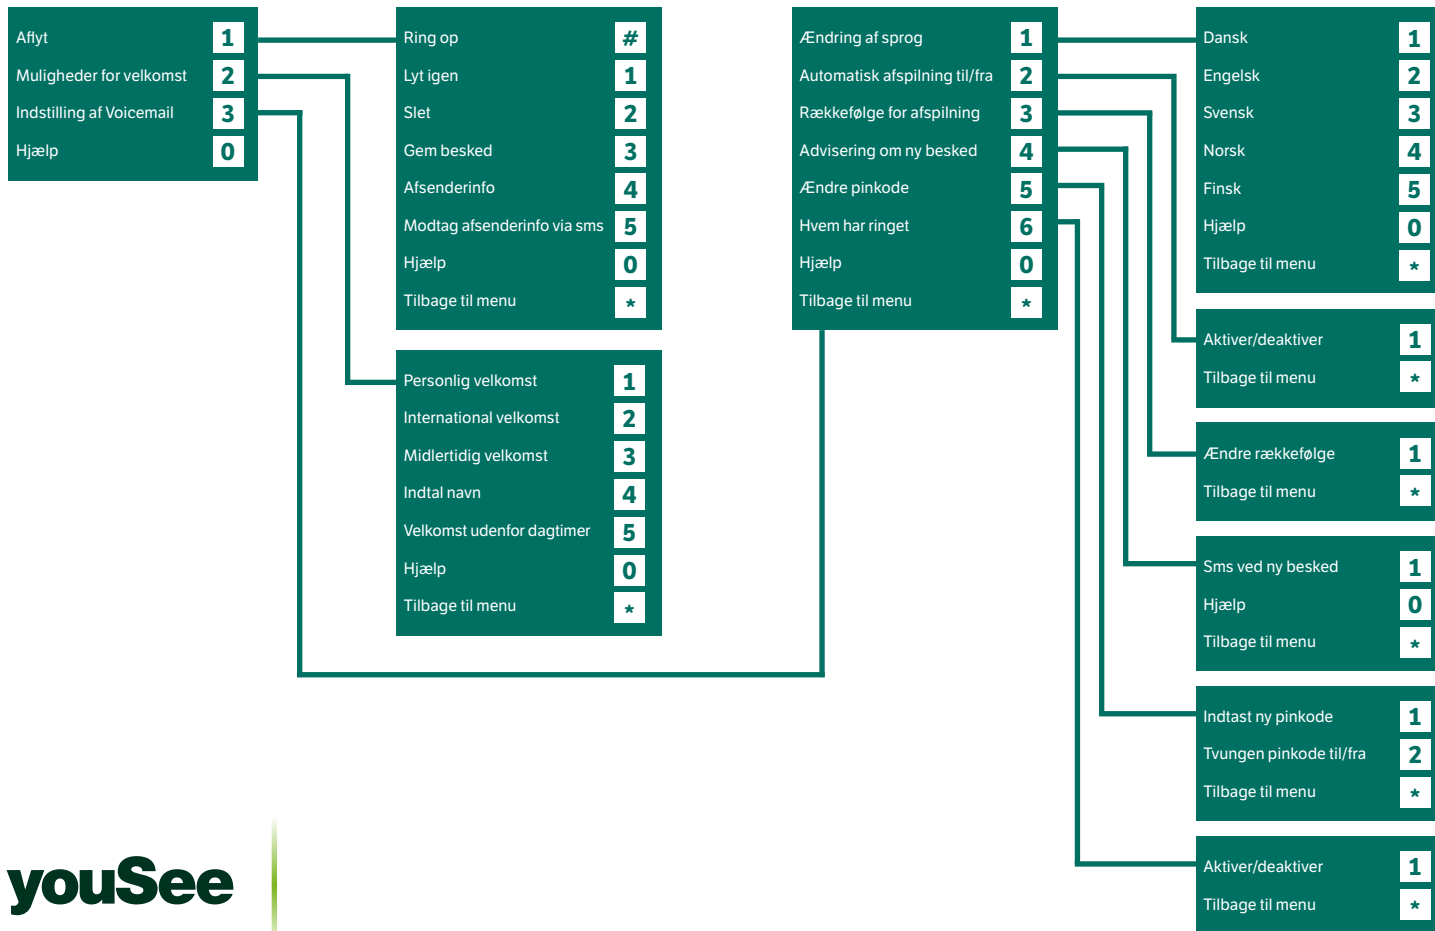 Aflyt 1
Muligheder for velkomst 2
Indstilling af Voicemail 3
Hjælp 0
Ring op #
Lyt igen 1
Slet 2
Gem besked 3
Afsenderinfo 4
Modtag afsenderinfo via sms 5
Hjælp 0
Tilbage til menu *
Personlig velkomst 1
International velkomst 2
Midlertidig velkomst 3
Indtal navn 4
Velkomst udenfor dagtimer 5
Hjælp 0
Tilbage til menu *
Ændring af sprog 1
Automatisk afspilning til/fra 2
Rækkefølge for afspilning 3
Advisering om ny besked 4
Ændre pinkode 5
Hvem har ringet 6
Hjælp 0
Tilbage til menu *
Dansk 1
Engelsk 2
Svensk 3
Norsk 4
Finsk 5
Hjælp 0
Tilbage til menu *
Aktiver/deaktiver 1
Tilbage til menu *
Ændre rækkefølge 1
Tilbage til menu *
Sms ved ny besked 1
Hjælp 0
Tilbage til menu *
Indtast ny pinkode 1
Tvungen pinkode til/fra 2
Tilbage til menu *
Aktiver/deaktiver 1
Tilbage til menu *
youSee